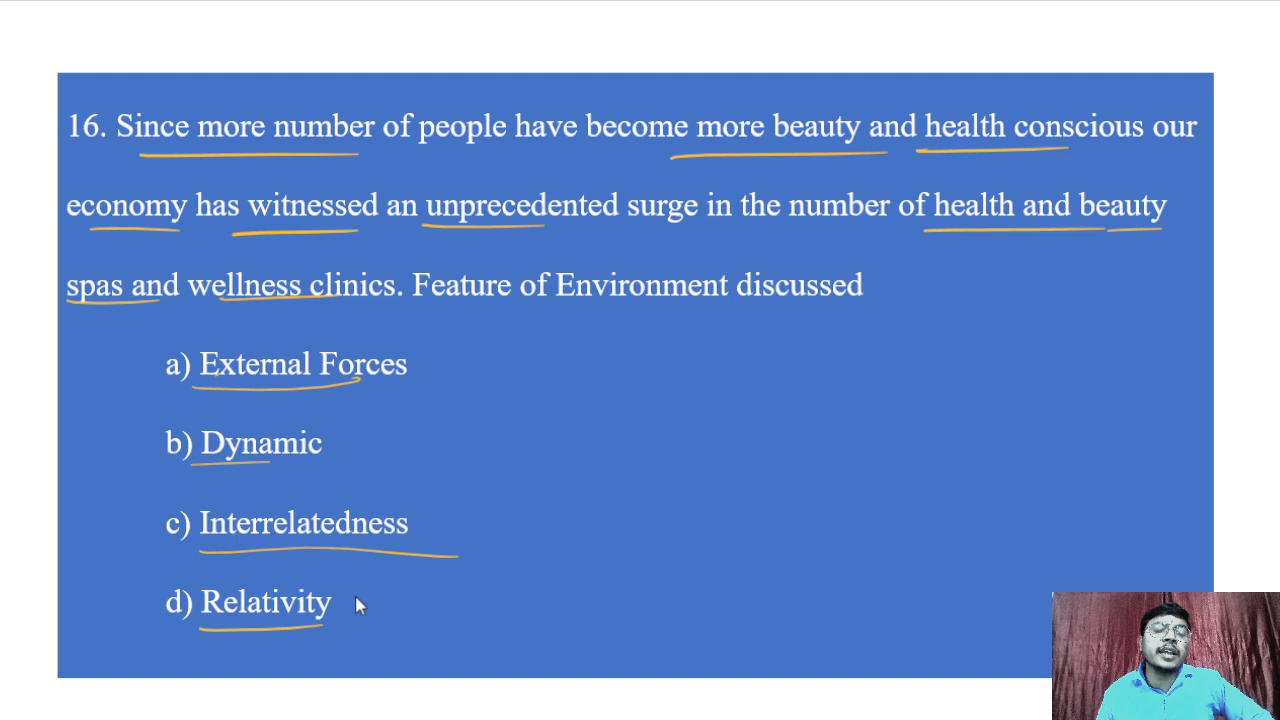 16. Since more number of people have become more beauty and health conscious our
economy has witnessed an unprecedented surge in the number of health and beauty
spas and wellness clinics. Feature of Environment discussed
a) External Forces
b) Dynamic
c) Interrelatedness
d) Relativity